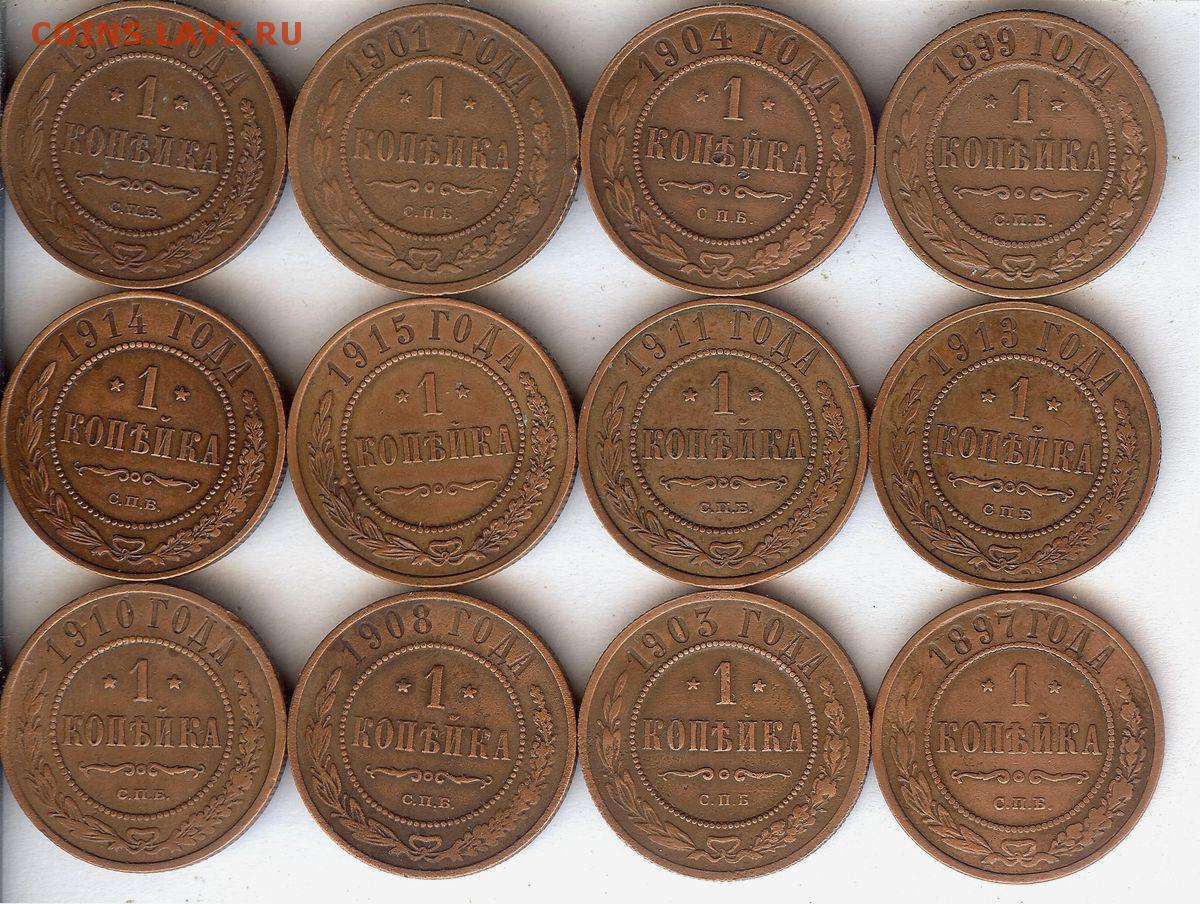 COINS.LAVE.RU
ГОДА
1
КОПѢЙКА
С.П.Б.
1901 ГОДА
1
КОПѢЙКА
С.П.Б.
1904 ГОДА
1
КОПѢЙКА
С.П.Б.
1899 ГОДА
1
КОПѢЙКА
С.П.Б.
1914 ГОДА
1
КОПѢЙКА
С.П.Б.
1915 ГОДА
1
КОПѢЙКА
1911 ГОДА
1
КОПѢЙКА
С.П.Б.
1913 ГОДА
1
КОПѢЙКА
С.П.Б
1910 ГОДА
1
КОПѢЙКА
С.П.Б.
1908 ГОДА
1
КОПѢЙКА
С.П.Б.
1903 ГОДА
1
КОПѢЙКА
С.П.Б
1897 ГОДА
1
КОПѢЙКА
С.П.Б.